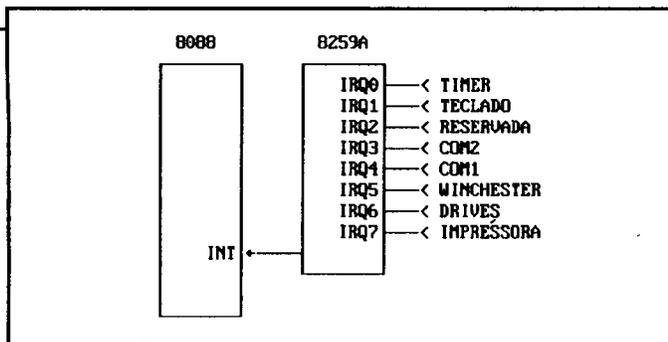 8088 8259A
IRQ0 < TIMER
IRQ1 < TECLADO
IRQ2 < RESERVADA
IRQ3 < COM2
IRQ4 < COM1
IRQ5 < WINCHESTER
IRQ6 < DRIVES
IRQ7 < IMPRESSORA
INT